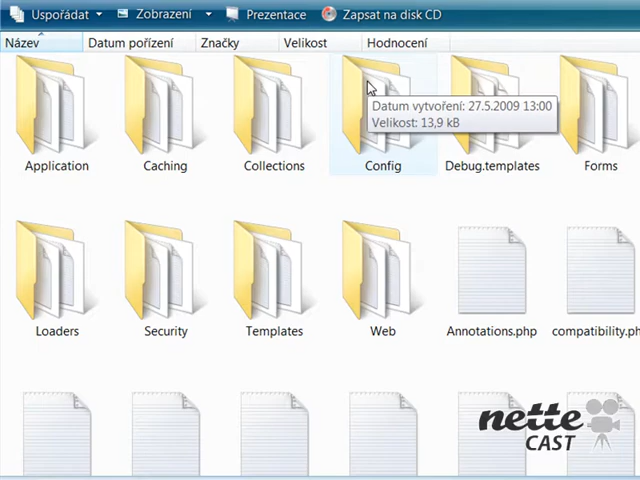 Uspořádat Zobrazení Prezentace Zapsat na disk CD
Název Datum pořízení Značky Velikost Hodnocení
Datum vytvoření: 27.5.2009 13:00
Velikost: 13,9 kB
Application Caching Collections Config Debug.templates Forms
Loaders Security Templates Web Annotations.php compatibility.ph
nette
CAST